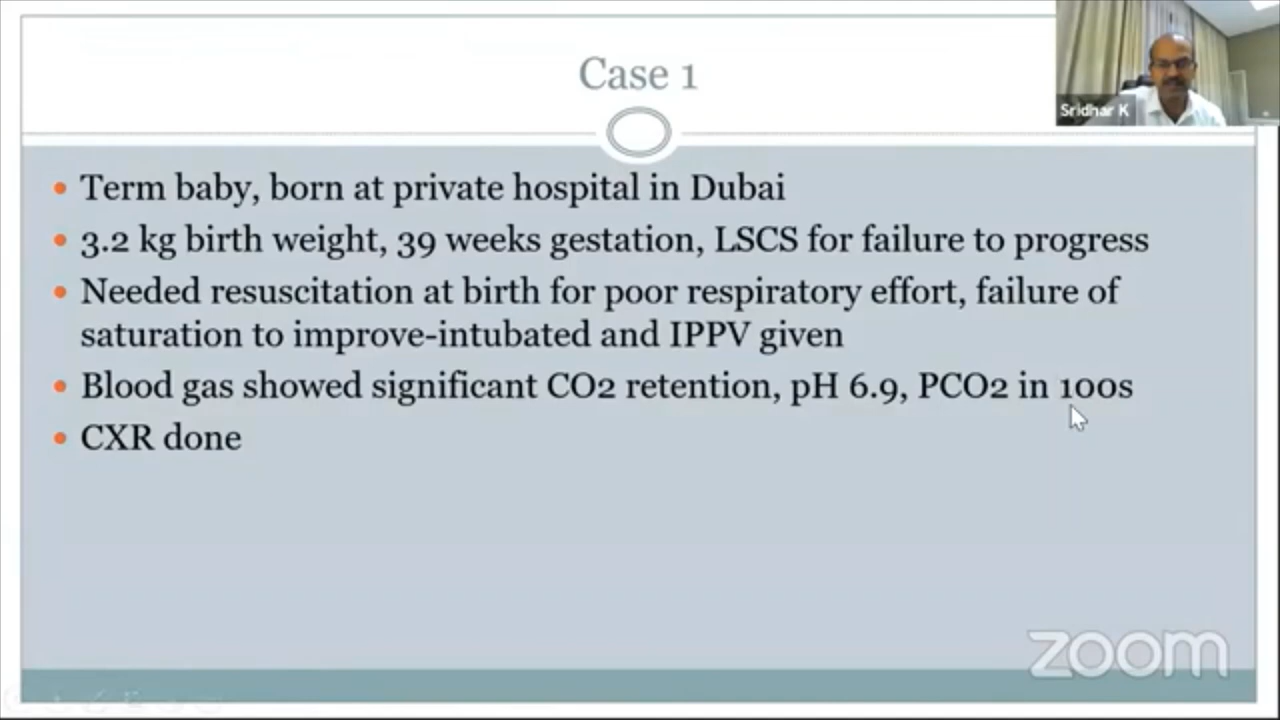 Case 1
Sridhar K
• Term baby, born at private hospital in Dubai
• 3.2 kg birth weight, 39 weeks gestation, LSCS for failure to progress
• Needed resuscitation at birth for poor respiratory effort, failure of
saturation to improve-intubated and IPPV given
• Blood gas showed significant CO2 retention, pH 6.9, PCO2 in 100s
• CXR done
zoom